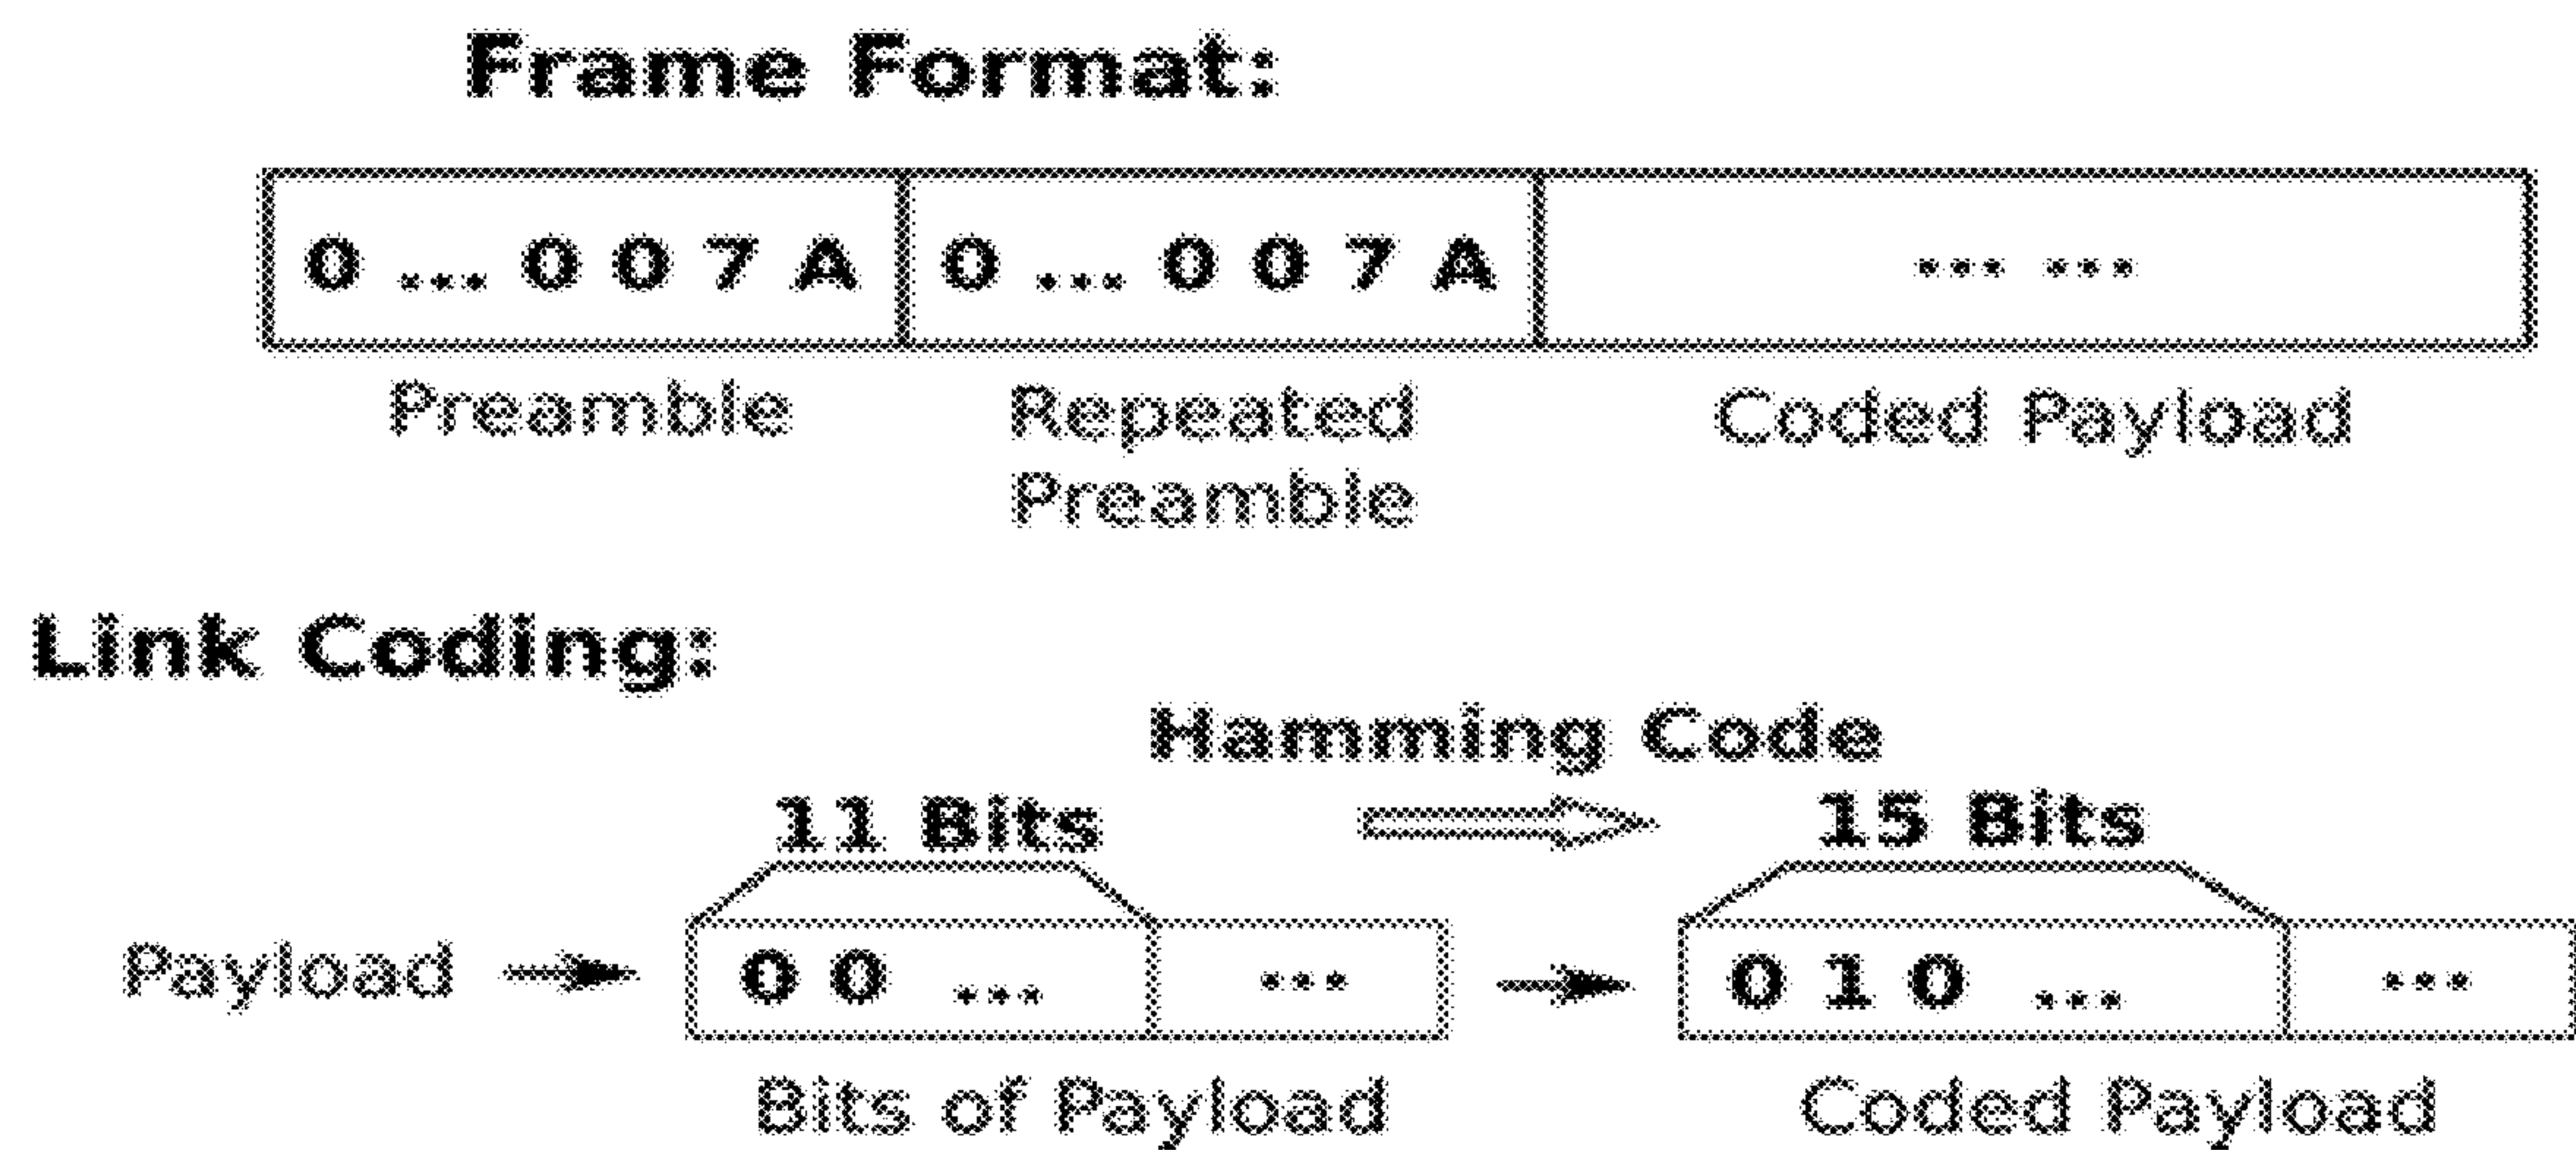 Frame Format:
0 ... 0 0 7 A 0 ... 0 0 7 A ... ...
Preamble Repeated Preamble Coded Payload
Link Coding:
Hamming Code
11 Bits 15 Bits
Payload 0 0 ... ... 0 1 0 ... ...
Bits of Payload Coded Payload